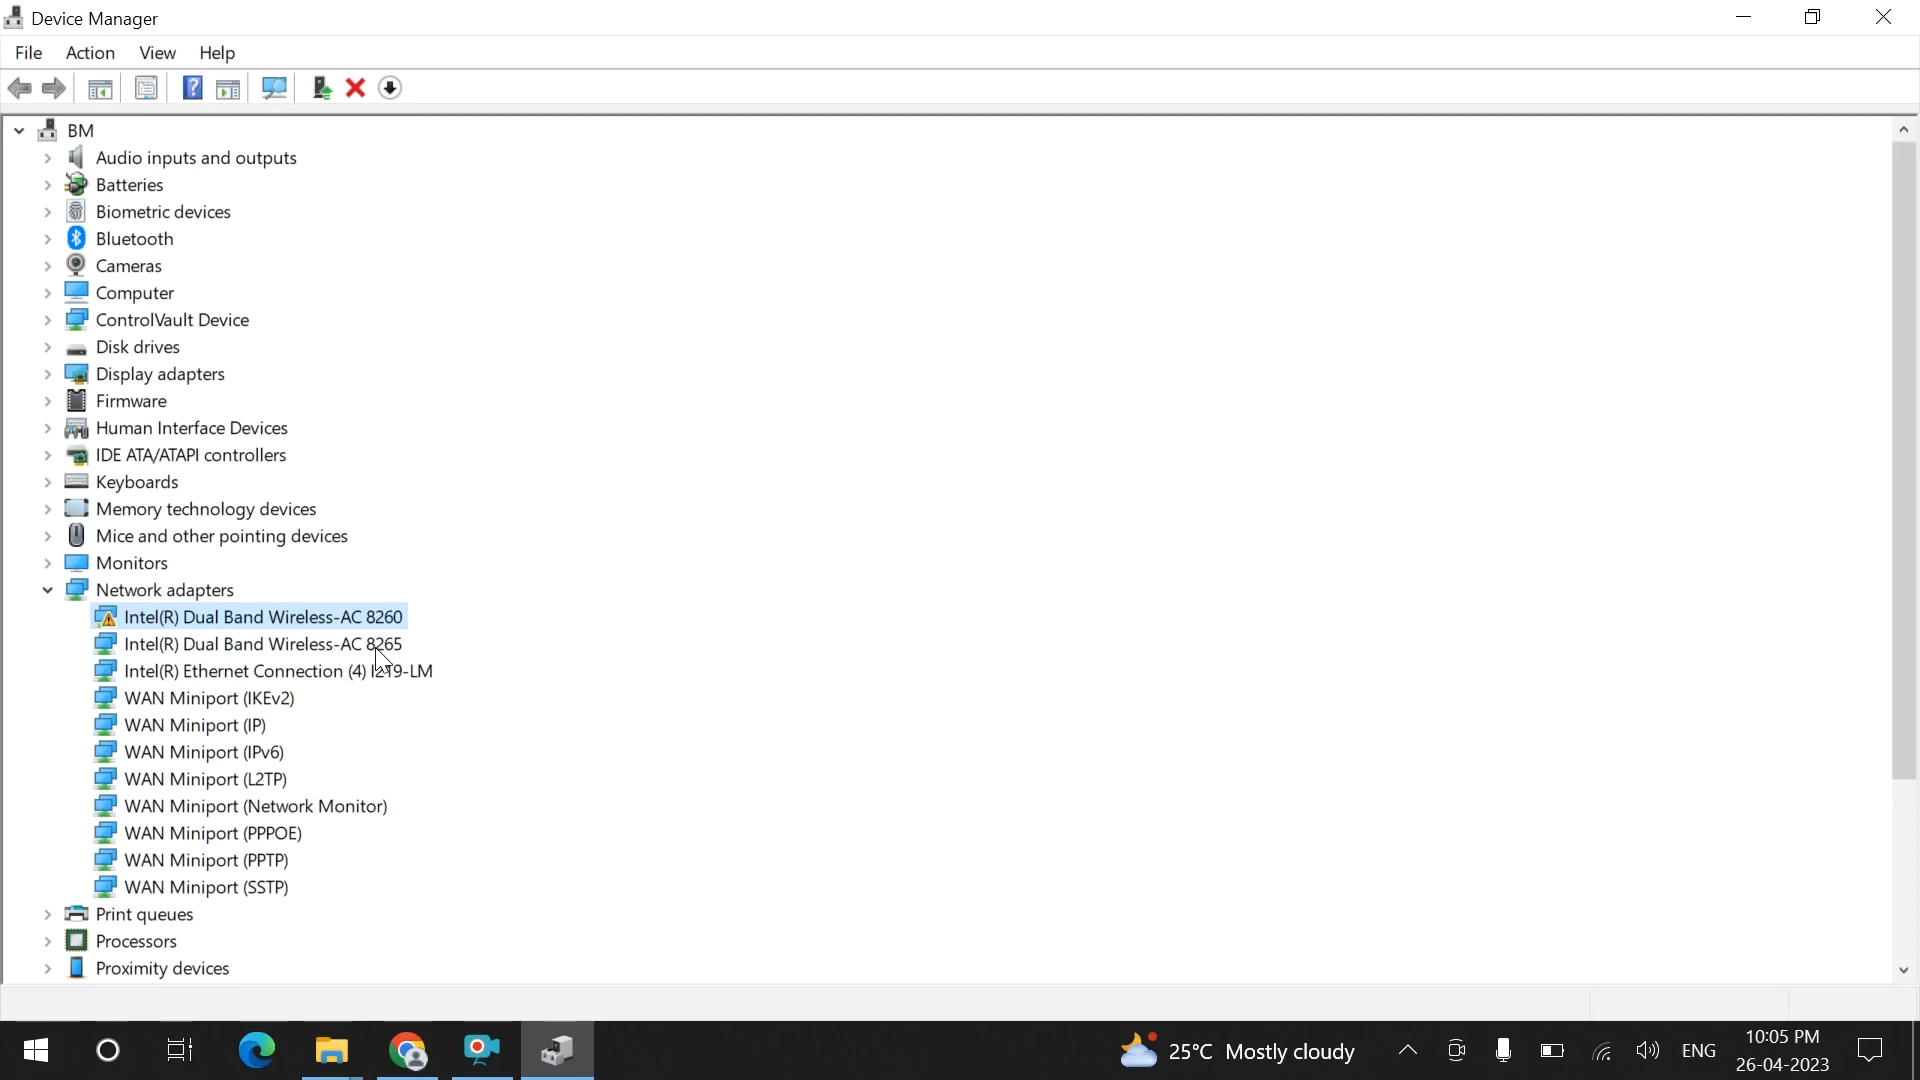 Device Manager
File Action View Help
BM
Audio inputs and outputs
Batteries
Biometric devices
Bluetooth
Cameras
Computer
ControlVault Device
Disk drives
Display adapters
Firmware
Human Interface Devices
IDE ATA/ATAPI controllers
Keyboards
Memory technology devices
Mice and other pointing devices
Monitors
Network adapters
Intel(R) Dual Band Wireless-AC 8260
Intel(R) Dual Band Wireless-AC 8265
Intel(R) Ethernet Connection (4) I219-LM
WAN Miniport (IKEv2)
WAN Miniport (IP)
WAN Miniport (IPv6)
WAN Miniport (L2TP)
WAN Miniport (Network Monitor)
WAN Miniport (PPPOE)
WAN Miniport (PPTP)
WAN Miniport (SSTP)
Print queues
Processors
Proximity devices
25°C Mostly cloudy ENG 10:05 PM
26-04-2023